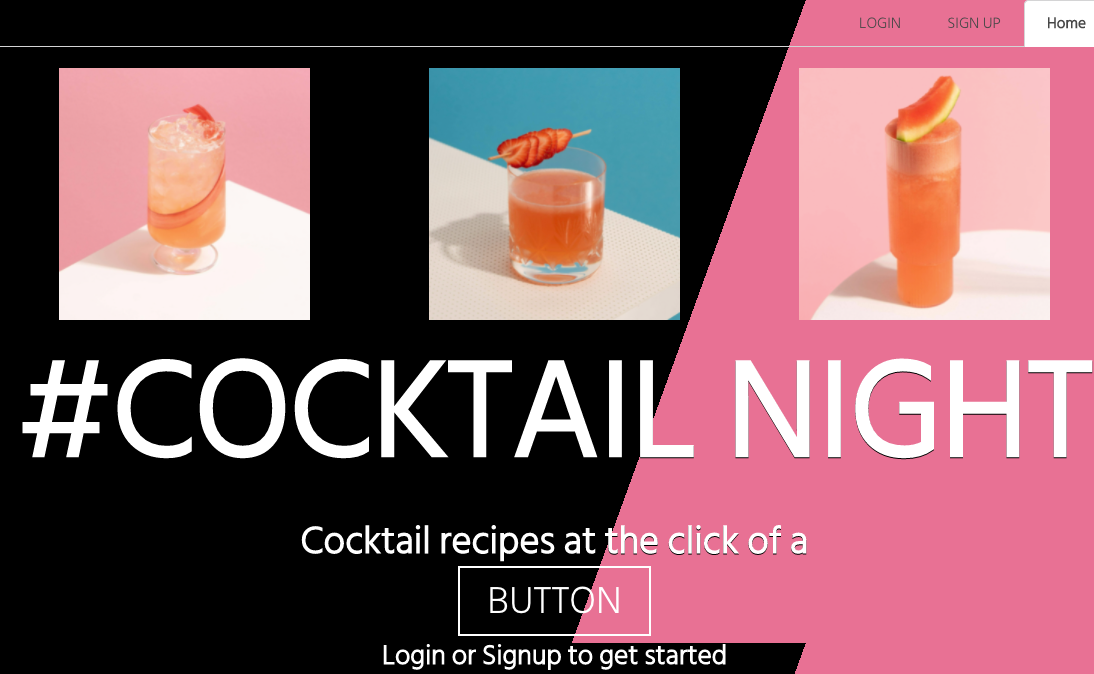 LOGIN SIGN UP Home
#COCKTAIL NIGHT
Cocktail recipes at the click of a
BUTTON
Login or Signup to get started